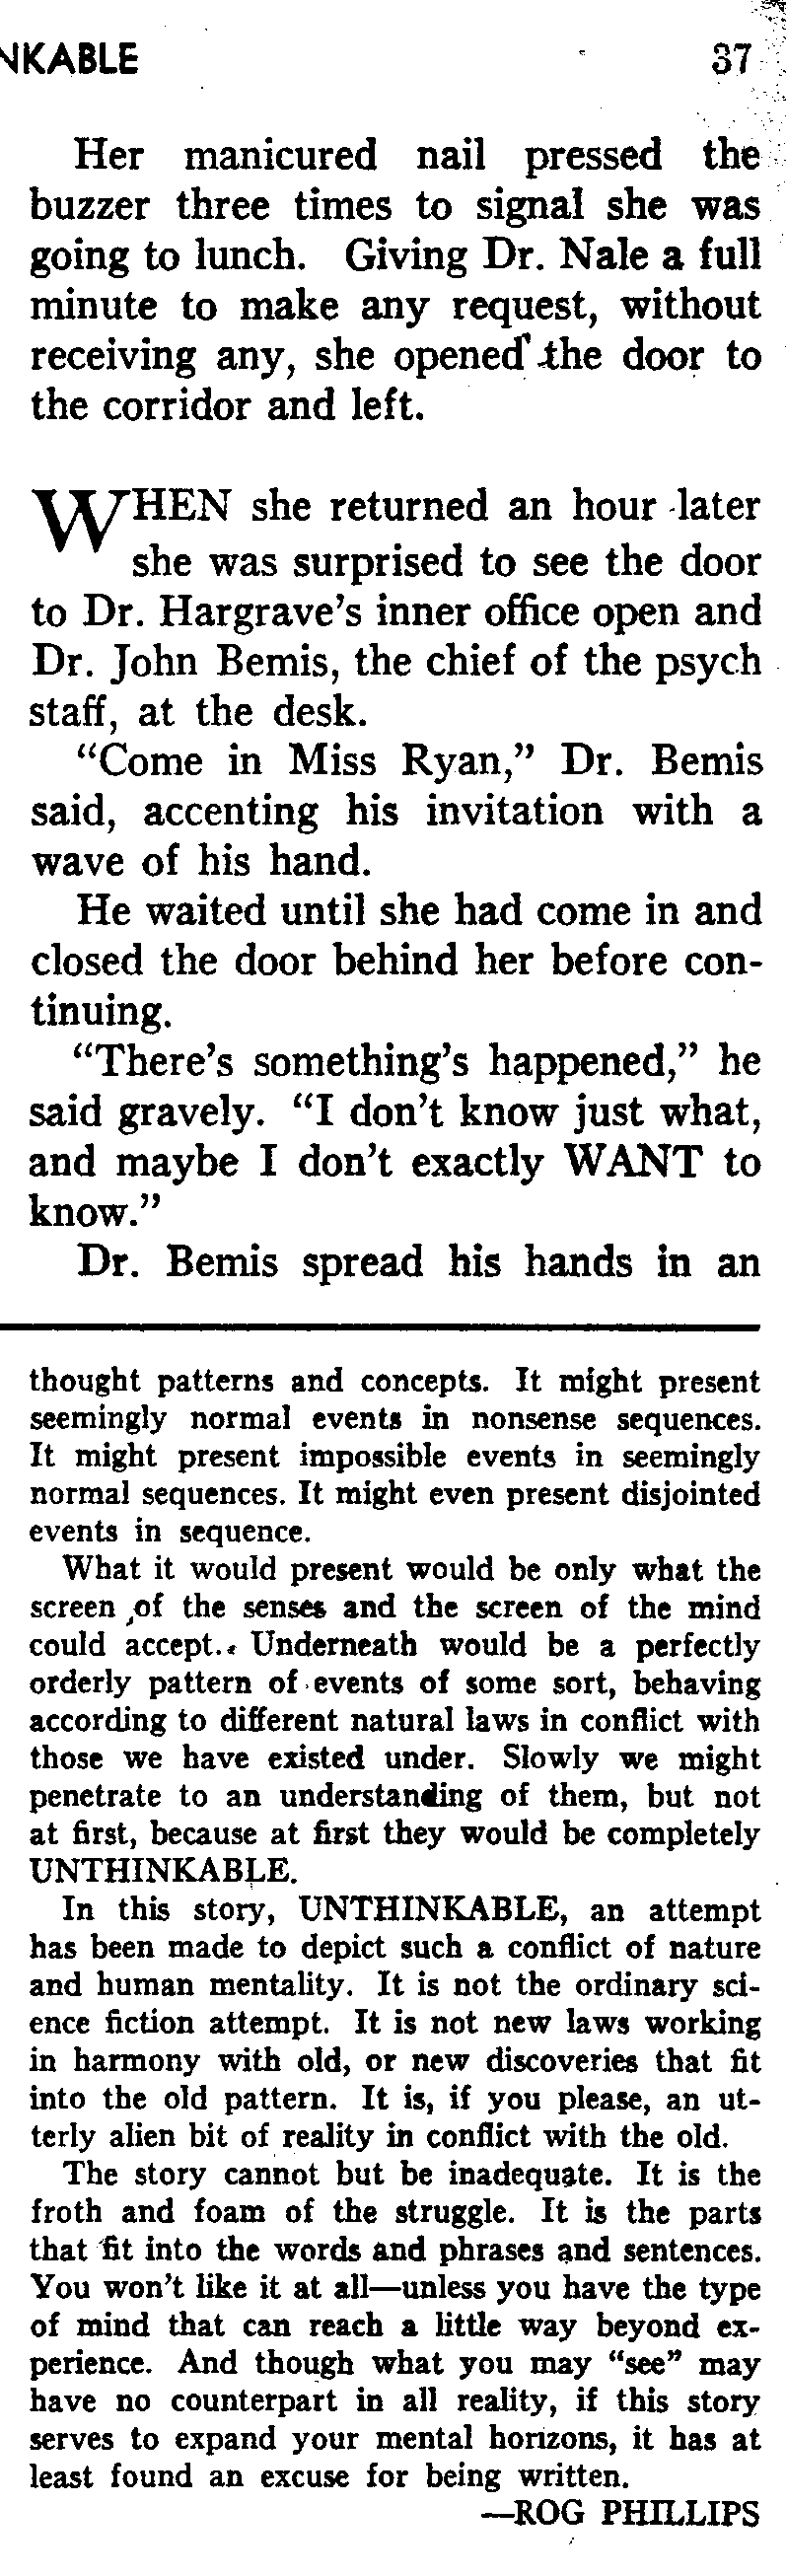 NKABLE 37
Her manicured nail pressed the
buzzer three times to signal she was
going to lunch. Giving Dr. Nale a full
minute to make any request, without
receiving any, she opened the door to
the corridor and left.
WHEN she returned an hour later
she was surprised to see the door
to Dr. Hargrave's inner office open and
Dr. John Bemis, the chief of the psych
staff, at the desk.
"Come in Miss Ryan," Dr. Bemis
said, accenting his invitation with a
wave of his hand.
He waited until she had come in and
closed the door behind her before con-
tinuing.
"There's something's happened," he
said gravely. "I don't know just what,
and maybe I don't exactly WANT to
know."
Dr. Bemis spread his hands in an
thought patterns and concepts. It might present
seemingly normal events in nonsense sequences.
It might present impossible events in seemingly
normal sequences. It might even present disjointed
events in sequence.
What it would present would be only what the
screen of the senses and the screen of the mind
could accept. Underneath would be a perfectly
orderly pattern of events of some sort, behaving
according to different natural laws in conflict with
those we have existed under. Slowly we might
penetrate to an understanding of them, but not
at first, because at first they would be completely
UNTHINKABLE.
In this story, UNTHINKABLE, an attempt
has been made to depict such a conflict of nature
and human mentality. It is not the ordinary sci-
ence fiction attempt. It is not new laws working
in harmony with old, or new discoveries that fit
into the old pattern. It is, if you please, an ut-
terly alien bit of reality in conflict with the old.
The story cannot but be inadequate. It is the
froth and foam of the struggle. It is the parts
that fit into the words and phrases and sentences.
You won't like it at all—unless you have the type
of mind that can reach a little way beyond ex-
perience. And though what you may "see" may
have no counterpart in all reality, if this story
serves to expand your mental horizons, it has at
least found an excuse for being written.
—ROG PHILLIPS